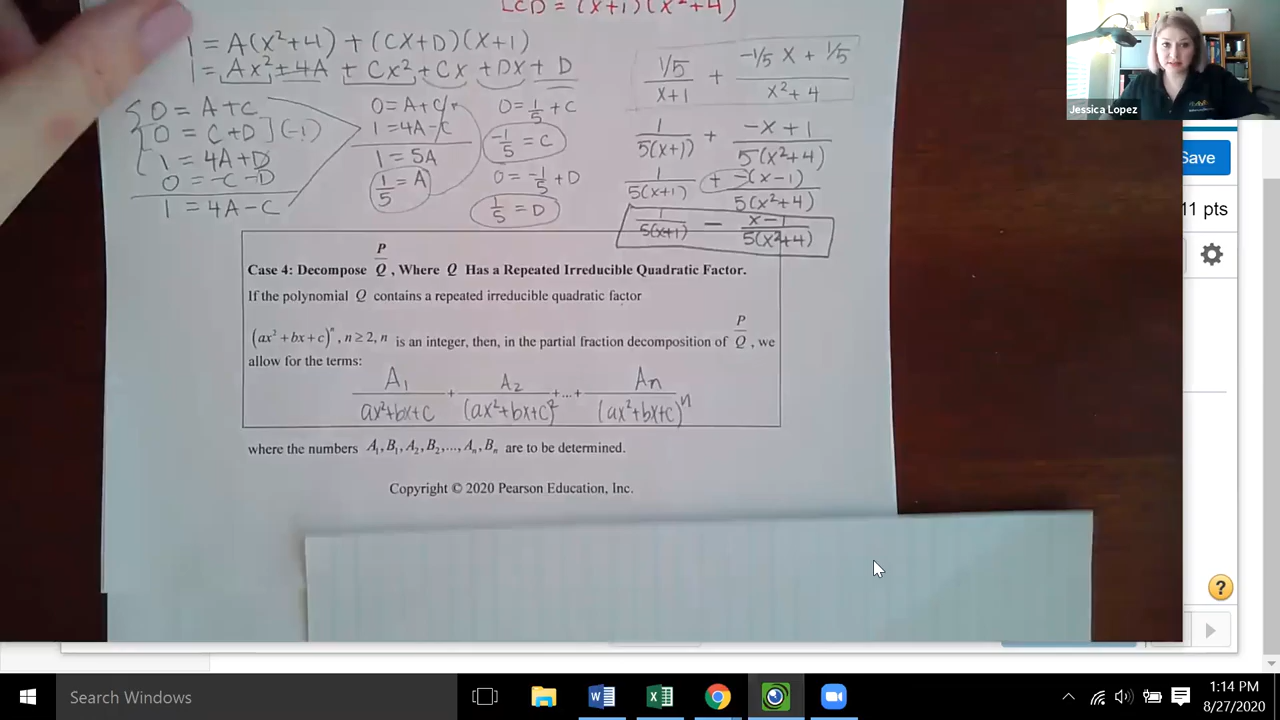 LCD = (x+1)(x²+4)
1 = A(x²+4) + (Cx+D)(x+1)
1 = Ax²+4A + Cx²+Cx+Dx+D
0 = A+C
0 = C+D](-1)
1 = 4A+D
0 = -C-D
1 = 4A-C
0 = A+C
1 = 4A-C
1 = 5A
1/5 = A
0 = 1/5 + C
-1/5 = C
0 = -1/5 + D
1/5 = D
1/5 / x+1 + -1/5 x + 1/5 / x²+4
1 / 5(x+1) + -x+1 / 5(x²+4)
1 / 5(x+1) + -(x-1) / 5(x²+4)
1 / 5(x+1) - x-1 / 5(x²+4)
Jessica Lopez
Save
11 pts
Case 4: Decompose P/Q, Where Q Has a Repeated Irreducible Quadratic Factor.
If the polynomial Q contains a repeated irreducible quadratic factor
(ax²+bx+c)ⁿ, n ≥ 2, n is an integer, then, in the partial fraction decomposition of P/Q, we
allow for the terms:
A₁ / ax²+bx+c + A₂ / (ax²+bx+c)² + ... + An / (ax²+bx+c)ⁿ
where the numbers A₁, B₁, A₂, B₂, ..., Aₙ, Bₙ are to be determined.
Copyright © 2020 Pearson Education, Inc.
?
Search Windows
1:14 PM
8/27/2020